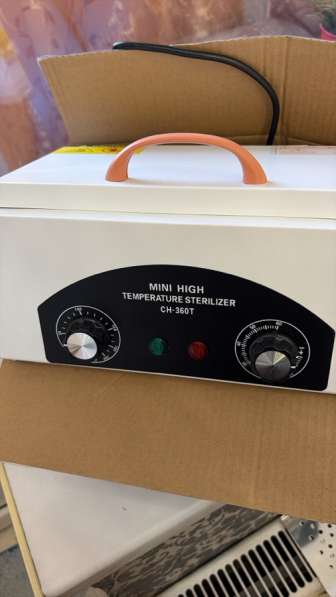 MINI HIGH
TEMPERATURE STERILIZER
CH-360T